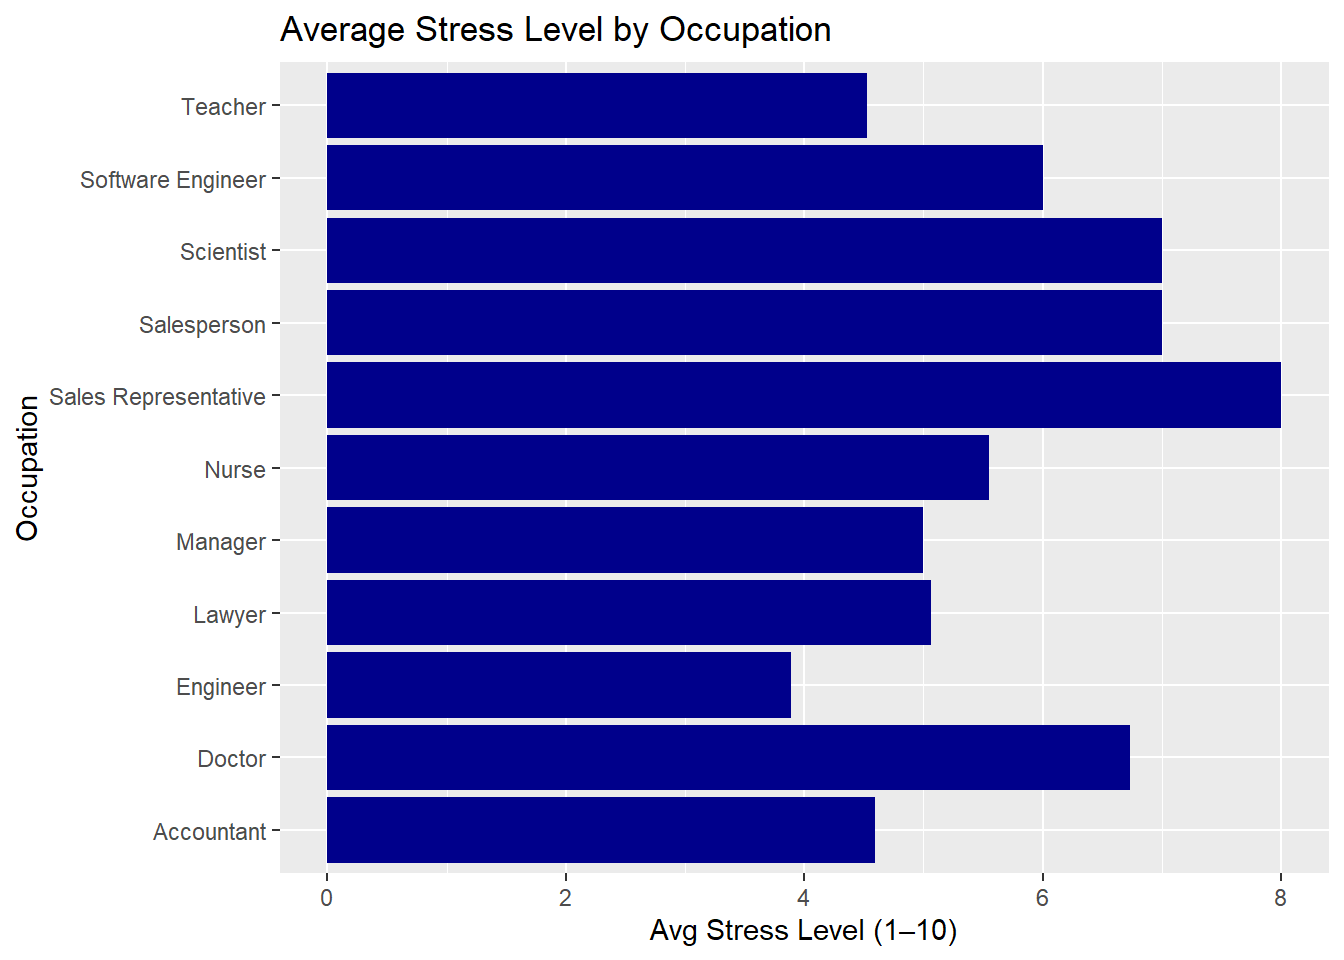 Average Stress Level by Occupation
Teacher
Software Engineer
Scientist
Salesperson
Sales Representative
Nurse
Manager
Lawyer
Engineer
Doctor
Accountant
Occupation
0 2 4 6 8
Avg Stress Level (1–10)